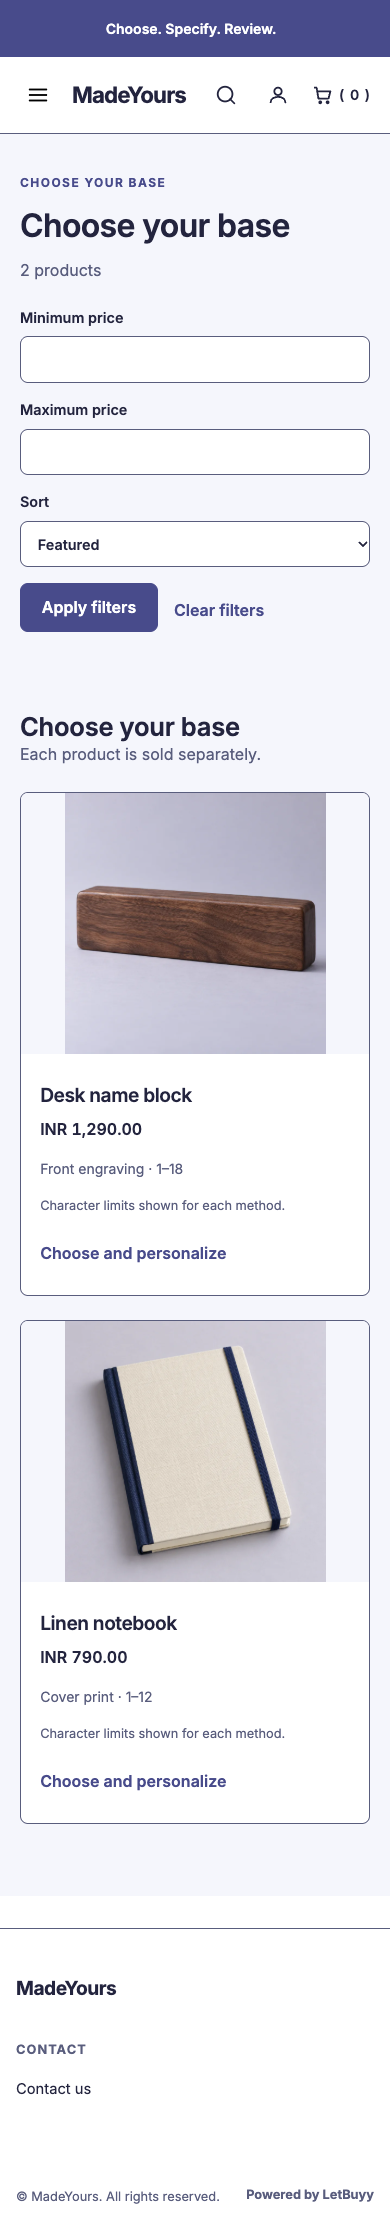 Choose. Specify. Review.
MadeYours
( 0 )
CHOOSE YOUR BASE
Choose your base
2 products
Minimum price
Maximum price
Sort
Featured
Apply filters
Clear filters
Choose your base
Each product is sold separately.
Desk name block
INR 1,290.00
Front engraving · 1–18
Character limits shown for each method.
Choose and personalize
Linen notebook
INR 790.00
Cover print · 1–12
Character limits shown for each method.
Choose and personalize
MadeYours
CONTACT
Contact us
© MadeYours. All rights reserved.
Powered by LetBuyy